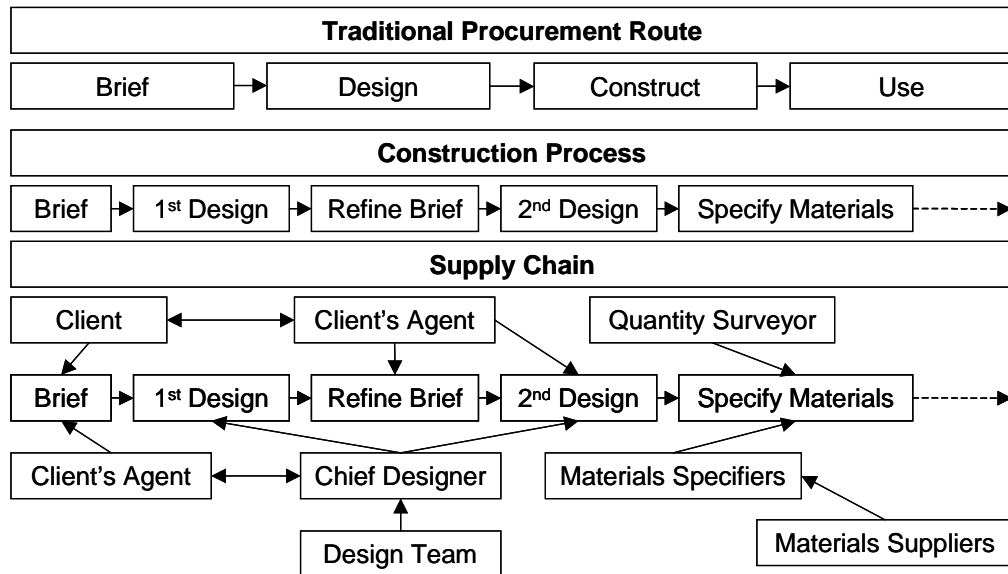 Traditional Procurement Route
Brief Design Construct Use
Construction Process
Brief 1st Design Refine Brief 2nd Design Specify Materials
Supply Chain
Client Client's Agent Quantity Surveyor
Brief 1st Design Refine Brief 2nd Design Specify Materials
Client's Agent Chief Designer Materials Specifiers
Design Team Materials Suppliers